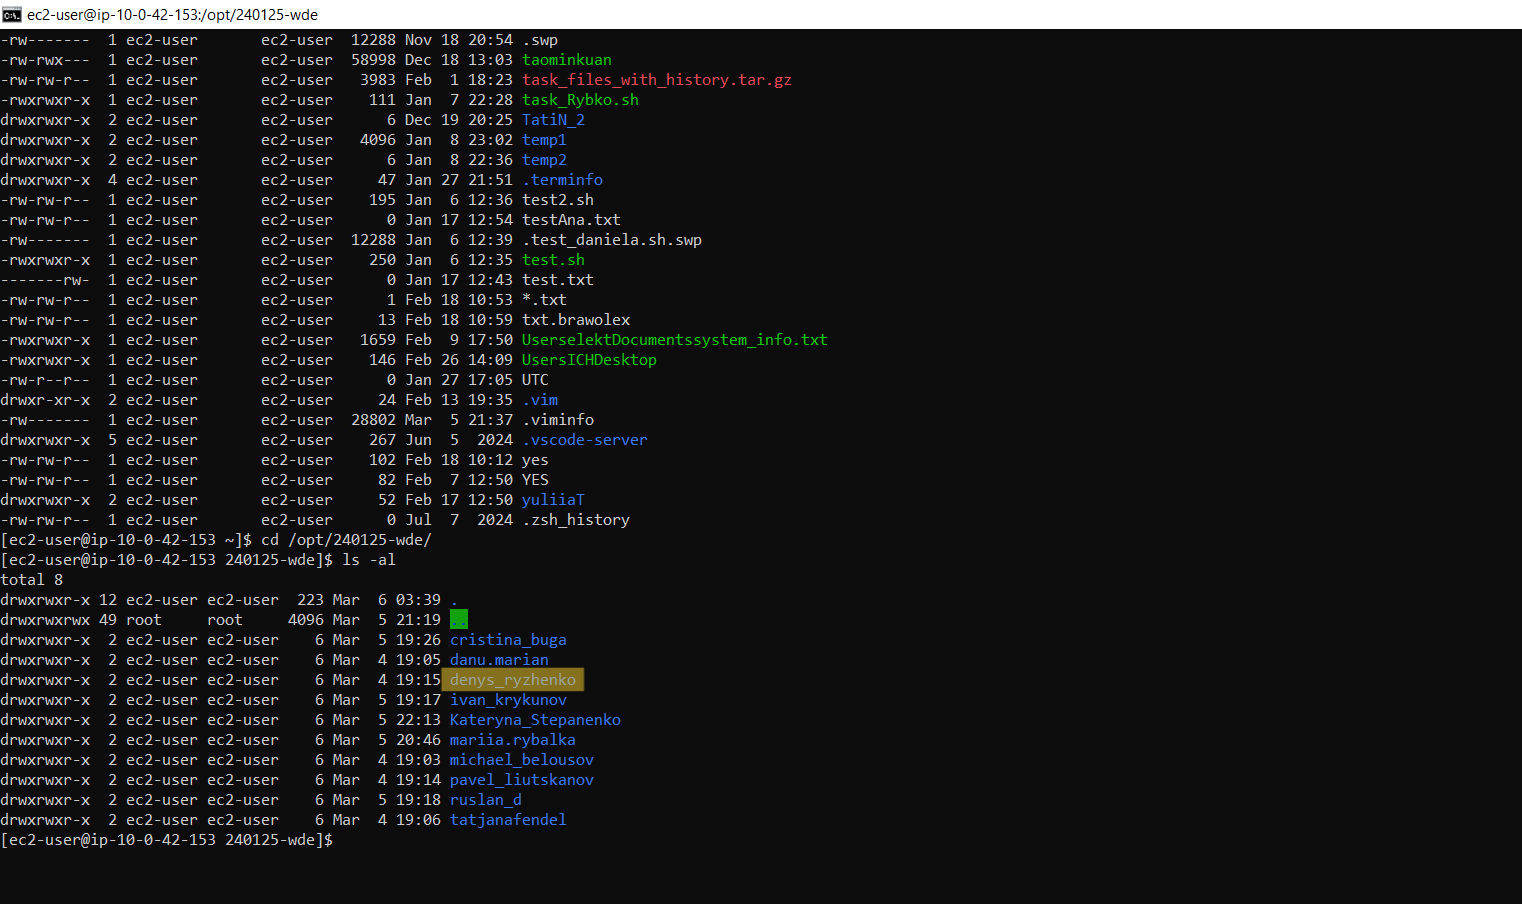 ec2-user@ip-10-0-42-153:/opt/240125-wde
-rw-------  1 ec2-user       ec2-user  12288 Nov 18 20:54 .swp
-rw-rwx---  1 ec2-user       ec2-user  58998 Dec 18 13:03 taominkuan
-rw-rw-r--  1 ec2-user       ec2-user   3983 Feb  1 18:23 task_files_with_history.tar.gz
-rwxrwxr-x  1 ec2-user       ec2-user    111 Jan  7 22:28 task_Rybko.sh
drwxrwxr-x  2 ec2-user       ec2-user      6 Dec 19 20:25 TatiN_2
drwxrwxr-x  2 ec2-user       ec2-user   4096 Jan  8 23:02 temp1
drwxrwxr-x  2 ec2-user       ec2-user      6 Jan  8 22:36 temp2
drwxrwxr-x  4 ec2-user       ec2-user     47 Jan 27 21:51 .terminfo
-rw-rw-r--  1 ec2-user       ec2-user    195 Jan  6 12:36 test2.sh
-rw-rw-r--  1 ec2-user       ec2-user      0 Jan 17 12:54 testAna.txt
-rw-------  1 ec2-user       ec2-user  12288 Jan  6 12:39 .test_daniela.sh.swp
-rwxrwxr-x  1 ec2-user       ec2-user    250 Jan  6 12:35 test.sh
-------rw-  1 ec2-user       ec2-user      0 Jan 17 12:43 test.txt
-rw-rw-r--  1 ec2-user       ec2-user      1 Feb 18 10:53 *.txt
-rw-rw-r--  1 ec2-user       ec2-user     13 Feb 18 10:59 txt.brawolex
-rwxrwxr-x  1 ec2-user       ec2-user   1659 Feb  9 17:50 UserselektDocumentssystem_info.txt
-rwxrwxr-x  1 ec2-user       ec2-user    146 Feb 26 14:09 UsersICHDesktop
-rw-r--r--  1 ec2-user       ec2-user      0 Jan 27 17:05 UTC
drwxr-xr-x  2 ec2-user       ec2-user     24 Feb 13 19:35 .vim
-rw-------  1 ec2-user       ec2-user  28802 Mar  5 21:37 .viminfo
drwxrwxr-x  5 ec2-user       ec2-user    267 Jun  5  2024 .vscode-server
-rw-rw-r--  1 ec2-user       ec2-user    102 Feb 18 10:12 yes
-rw-rw-r--  1 ec2-user       ec2-user     82 Feb  7 12:50 YES
drwxrwxr-x  2 ec2-user       ec2-user     52 Feb 17 12:50 yuliiaT
-rw-rw-r--  1 ec2-user       ec2-user      0 Jul  7  2024 .zsh_history
[ec2-user@ip-10-0-42-153 ~]$ cd /opt/240125-wde/
[ec2-user@ip-10-0-42-153 240125-wde]$ ls -al
total 8
drwxrwxr-x 12 ec2-user ec2-user  223 Mar  6 03:39 .
drwxrwxrwx 49 root     root     4096 Mar  5 21:19 ..
drwxrwxr-x  2 ec2-user ec2-user    6 Mar  5 19:26 cristina_buga
drwxrwxr-x  2 ec2-user ec2-user    6 Mar  4 19:05 danu.marian
drwxrwxr-x  2 ec2-user ec2-user    6 Mar  4 19:15 denys_ryzhenko
drwxrwxr-x  2 ec2-user ec2-user    6 Mar  5 19:17 ivan_krykunov
drwxrwxr-x  2 ec2-user ec2-user    6 Mar  5 22:13 Kateryna_Stepanenko
drwxrwxr-x  2 ec2-user ec2-user    6 Mar  5 20:46 mariia.rybalka
drwxrwxr-x  2 ec2-user ec2-user    6 Mar  4 19:03 michael_belousov
drwxrwxr-x  2 ec2-user ec2-user    6 Mar  4 19:14 pavel_liutskanov
drwxrwxr-x  2 ec2-user ec2-user    6 Mar  5 19:18 ruslan_d
drwxrwxr-x  2 ec2-user ec2-user    6 Mar  4 19:06 tatjanafendel
[ec2-user@ip-10-0-42-153 240125-wde]$